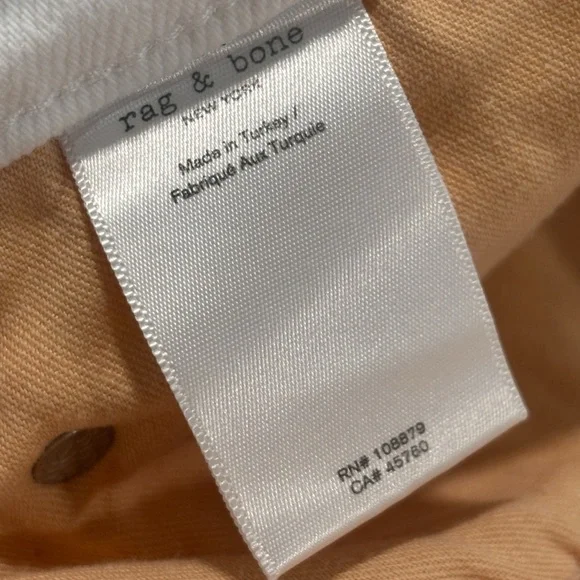 rag & bone
NEW YORK
Made in Turkey /
Fabriqué Aux Turquie
RN# 108879
CA# 45760